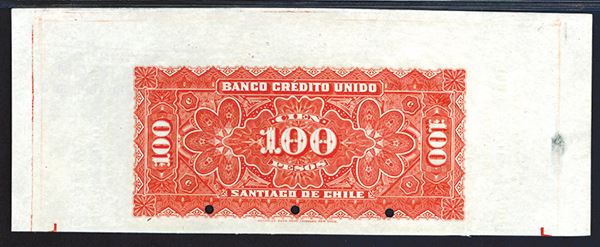 BANCO CRÉDITO UNIDO
CIEN
100
100
100
PESOS
SANTIAGO DE CHILE